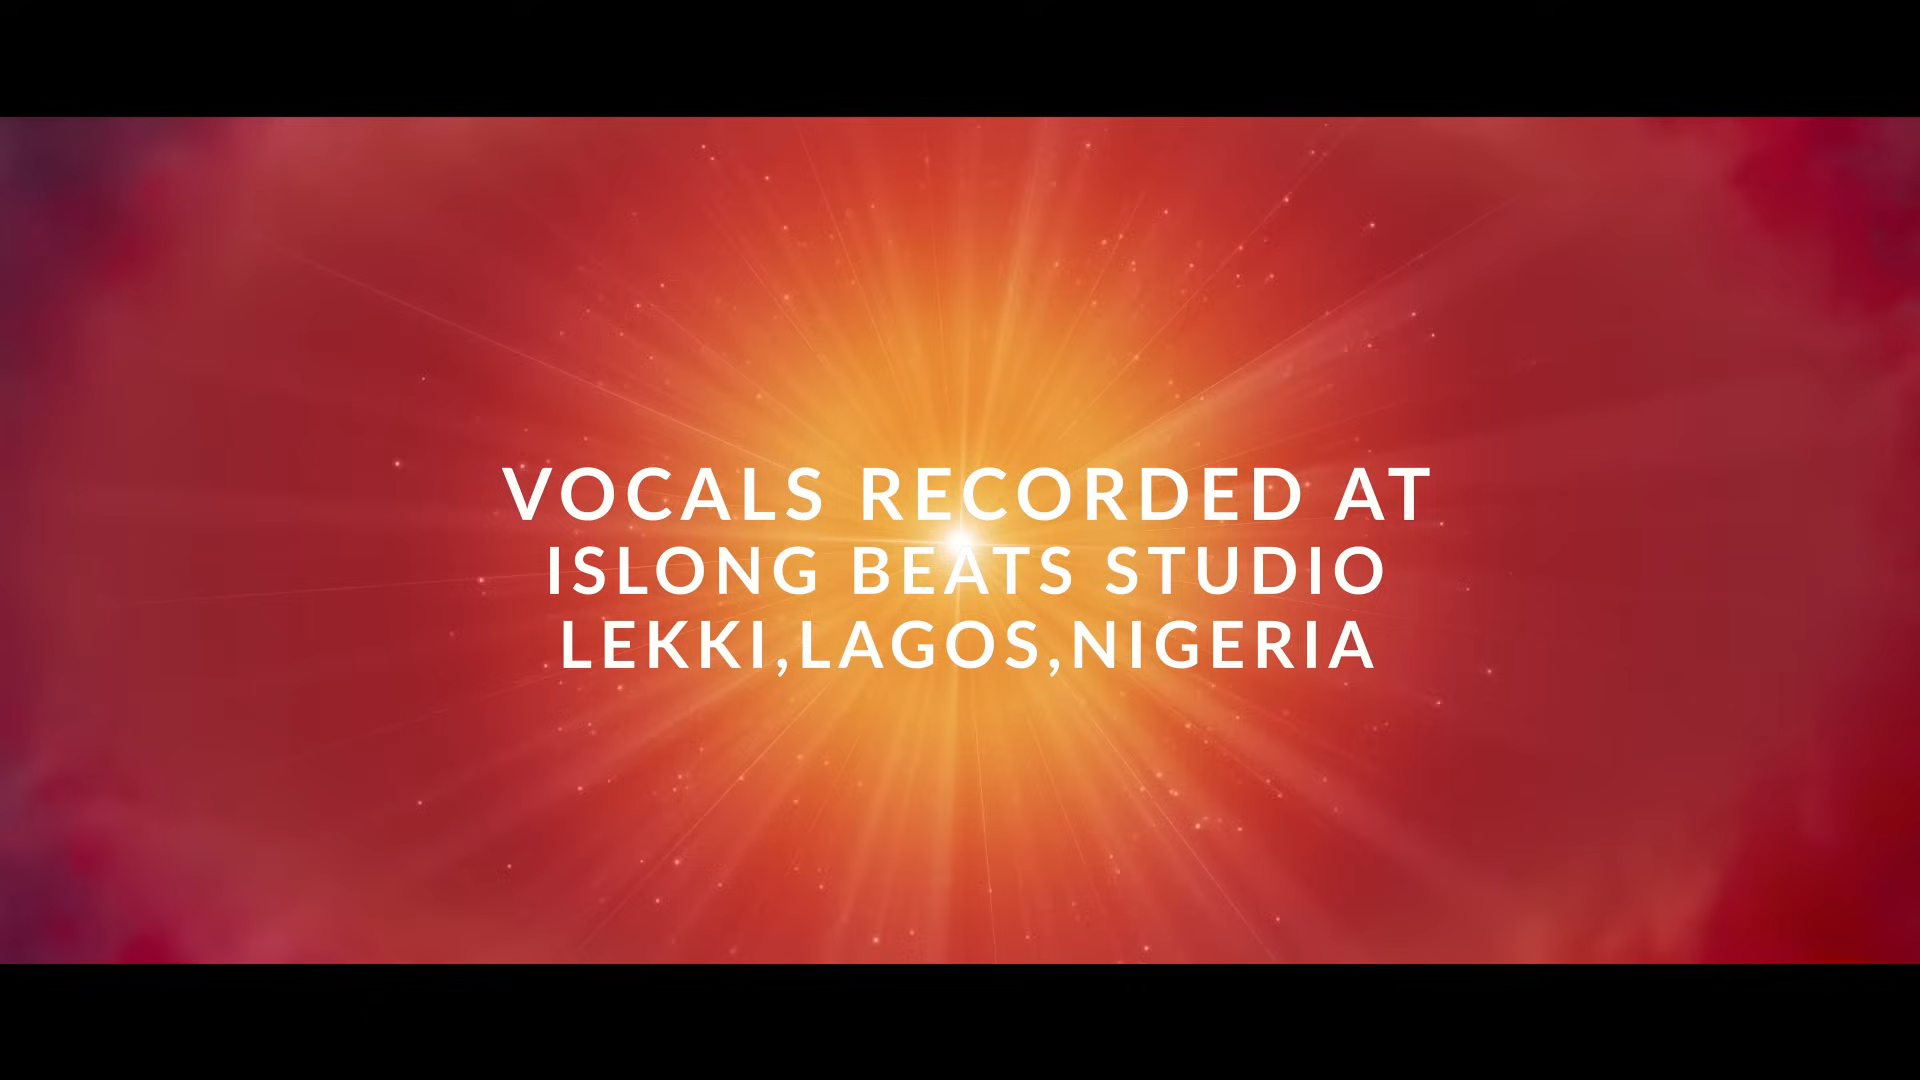 VOCALS RECORDED AT
ISLONG BEATS STUDIO
LEKKI,LAGOS,NIGERIA